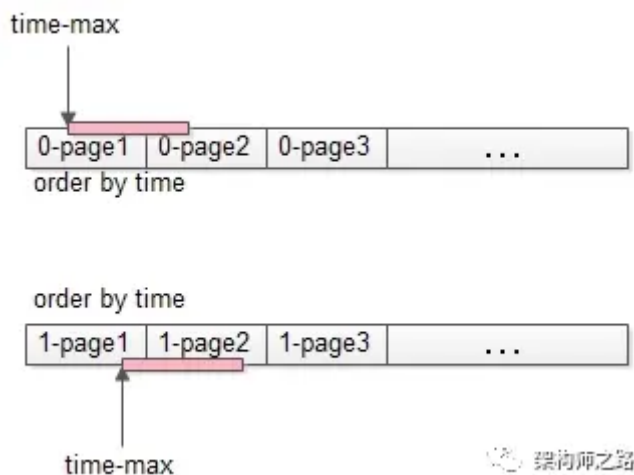 time-max
0-page1 0-page2 0-page3 ...
order by time
order by time
1-page1 1-page2 1-page3 ...
time-max
架构师之路